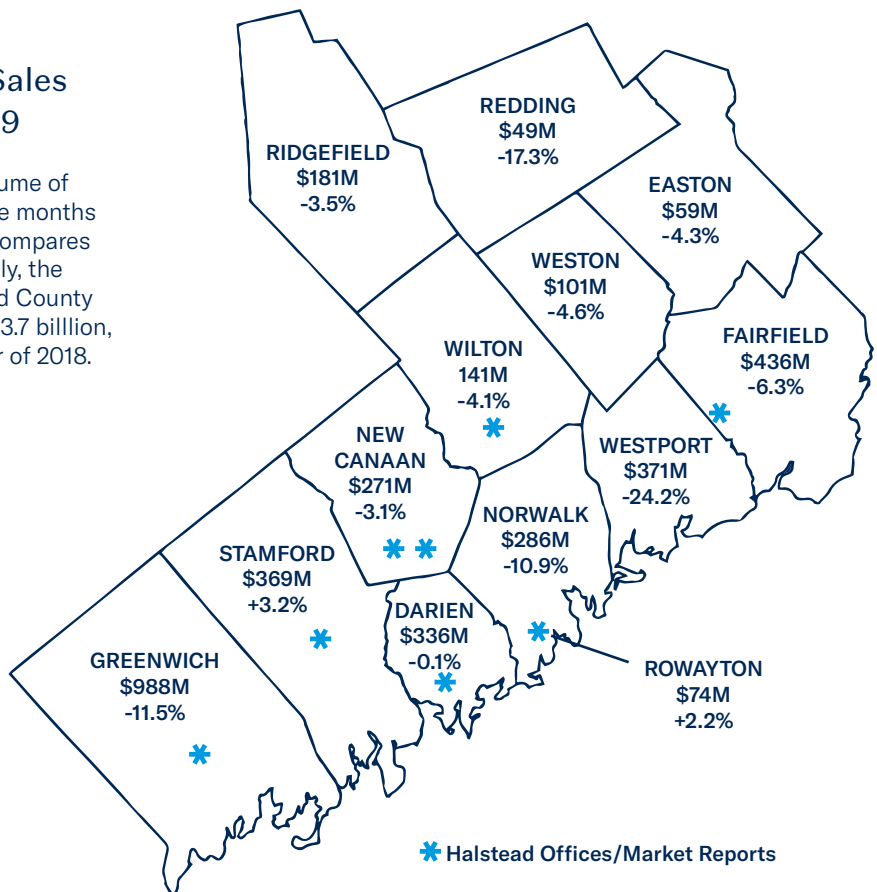 Sales
9
ume of
e months
ompares
ly, the
d County
3.7 billlion,
r of 2018.
REDDING
$49M
-17.3%
RIDGEFIELD
$181M
-3.5%
EASTON
$59M
-4.3%
WESTON
$101M
-4.6%
FAIRFIELD
$436M
-6.3%
WILTON
141M
-4.1%
NEW
CANAAN
$271M
-3.1%
WESTPORT
$371M
-24.2%
NORWALK
$286M
-10.9%
STAMFORD
$369M
+3.2%
DARIEN
$336M
-0.1%
GREENWICH
$988M
-11.5%
ROWAYTON
$74M
+2.2%
Halstead Offices/Market Reports